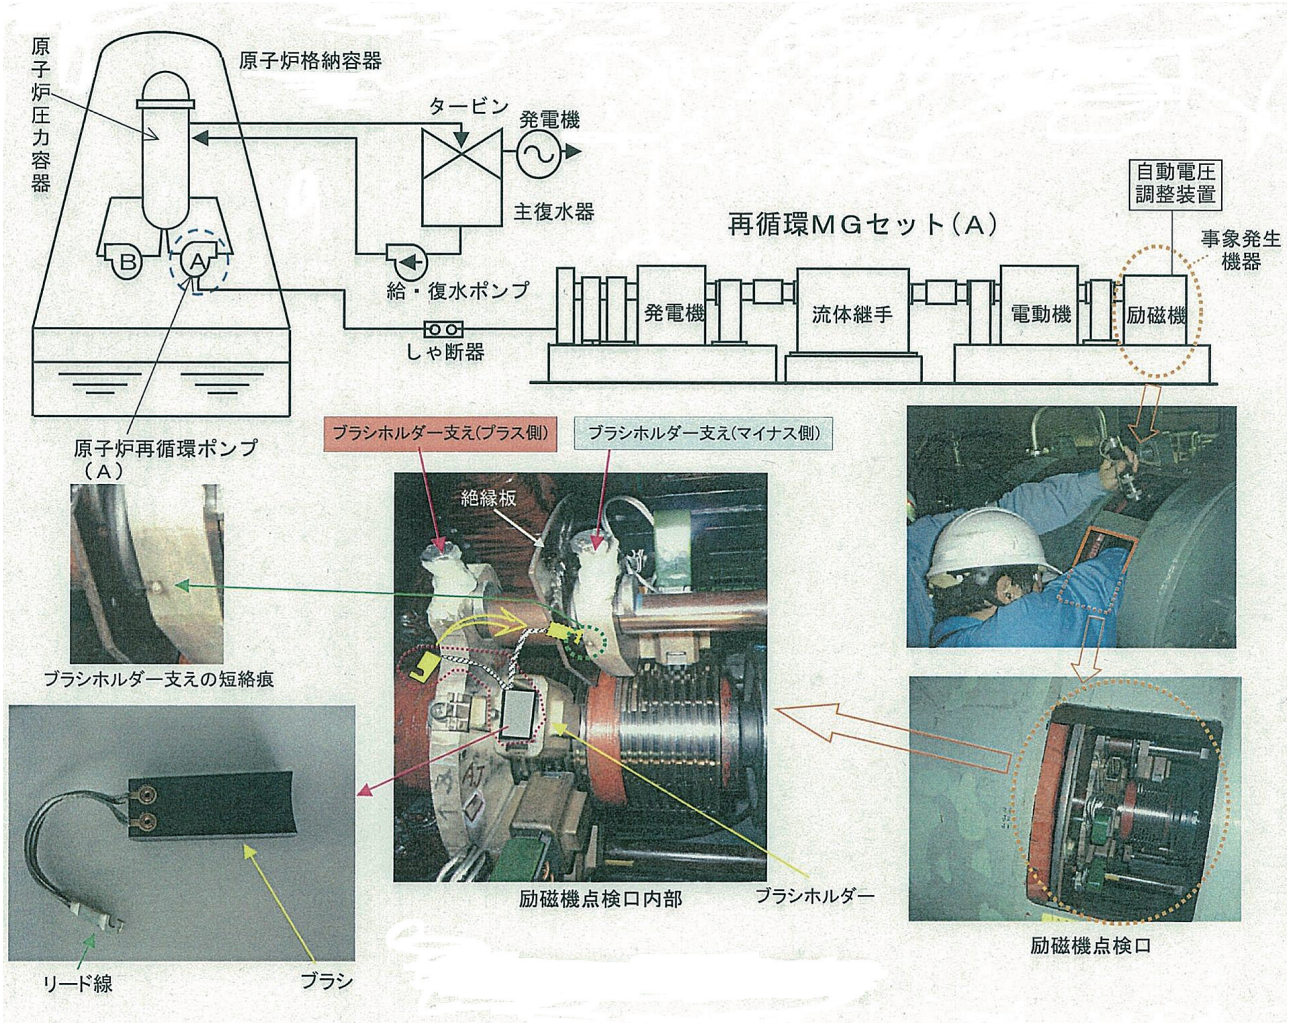 原子炉圧力容器
原子炉格納容器
タービン
発電機
主復水器
給・復水ポンプ
B
A
しゃ断器
原子炉再循環ポンプ
(A)
再循環MGセット(A)
自動電圧
調整装置
事象発生
機器
発電機
流体継手
電動機
励磁機
ブラシホルダー支え(プラス側)
ブラシホルダー支え(マイナス側)
絶縁板
ブラシホルダー支えの短絡痕
励磁機点検口内部
ブラシホルダー
励磁機点検口
リード線
ブラシ